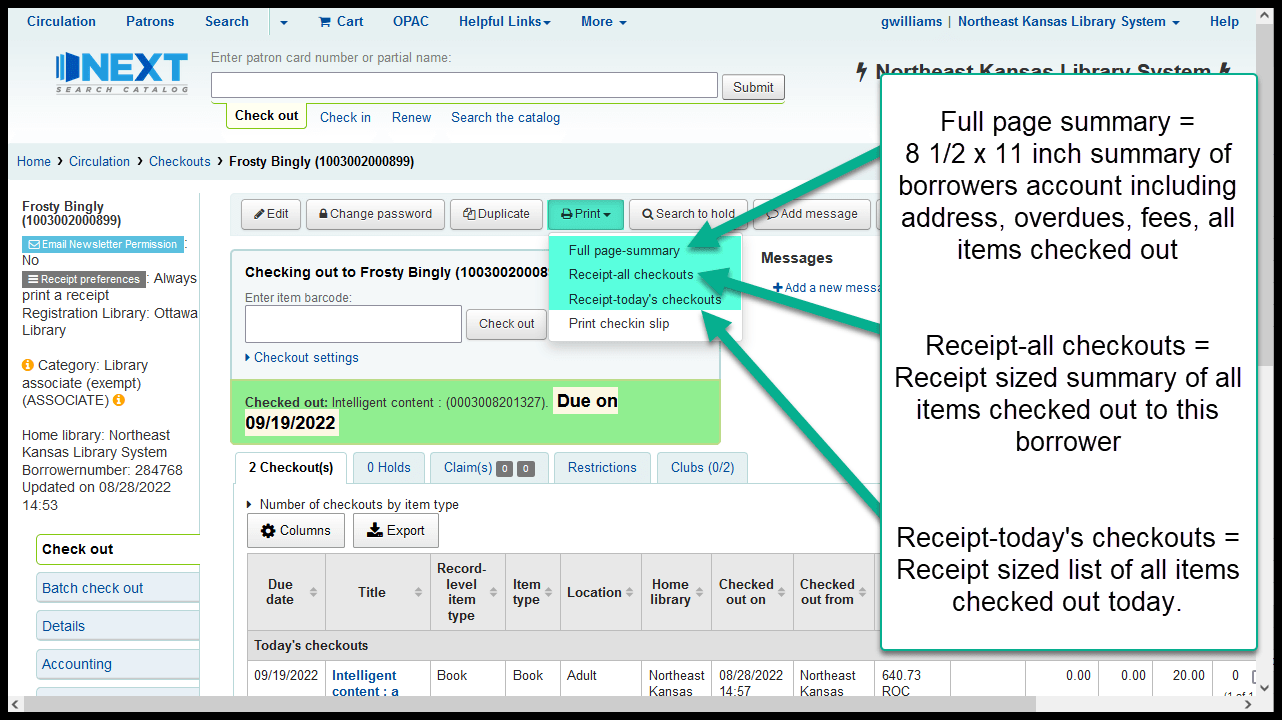 Circulation Patrons Search Cart OPAC Helpful Links More gwilliams | Northeast Kansas Library System Help
NEXT
SEARCH CATALOG
Enter patron card number or partial name:
Submit
Northeast Kansas Library System
Check out Check in Renew Search the catalog
Home › Circulation › Checkouts › Frosty Bingly (1003002000899)
Frosty Bingly
(1003002000899)
Email Newsletter Permission :
No
Receipt preferences : Always
print a receipt
Registration Library: Ottawa
Library
Category: Library
associate (exempt)
(ASSOCIATE)
Home library: Northeast
Kansas Library System
Borrowernumber: 284768
Updated on 08/28/2022
14:53
Check out
Batch check out
Details
Accounting
Edit Change password Duplicate Print Search to hold Add message
Full page-summary
Receipt-all checkouts
Receipt-today's checkouts
Print checkin slip
Checking out to Frosty Bingly (10030020008
Enter item barcode:
Check out
Checkout settings
Messages
Add a new messa
Checked out: Intelligent content : (0003008201327). Due on
09/19/2022
2 Checkout(s) 0 Holds Claim(s) 0 0 Restrictions Clubs (0/2)
Number of checkouts by item type
Columns Export
Due
date
Title
Record-
level
item
type
Item
type
Location
Home
library
Checked
out on
Checked
out from
Today's checkouts
09/19/2022
Intelligent
content : a
Book
Book
Adult
Northeast
Kansas
08/28/2022
14:57
Northeast
Kansas
640.73
ROC
0.00
0.00
20.00
0
Full page summary =
8 1/2 x 11 inch summary of
borrowers account including
address, overdues, fees, all
items checked out
Receipt-all checkouts =
Receipt sized summary of all
items checked out to this
borrower
Receipt-today's checkouts =
Receipt sized list of all items
checked out today.